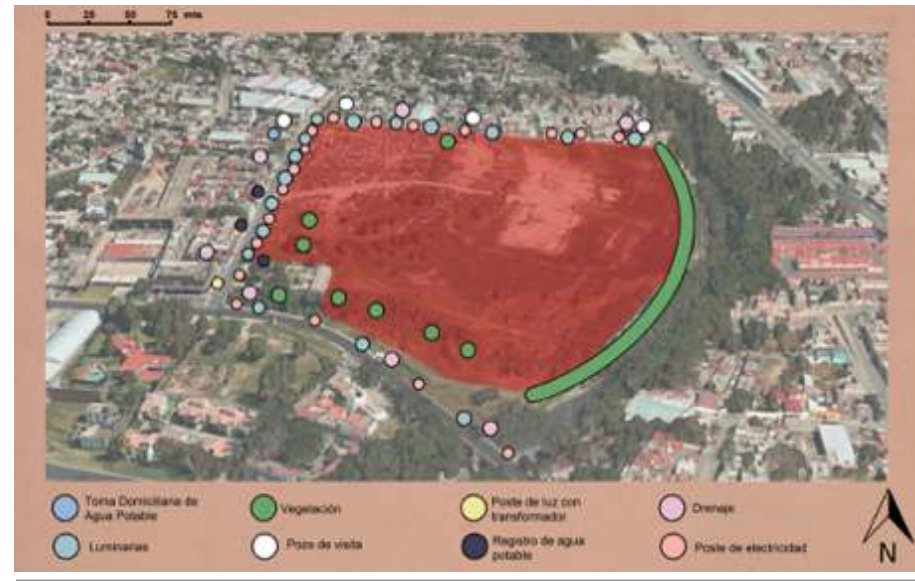 0 25 50 75 mts
Toma Domiciliaria de
Agua Potable
Vegetación
Poste de luz con
transformador
Drenaje
Luminarias
Pozo de visita
Registro de agua
potable
Poste de electricidad
N